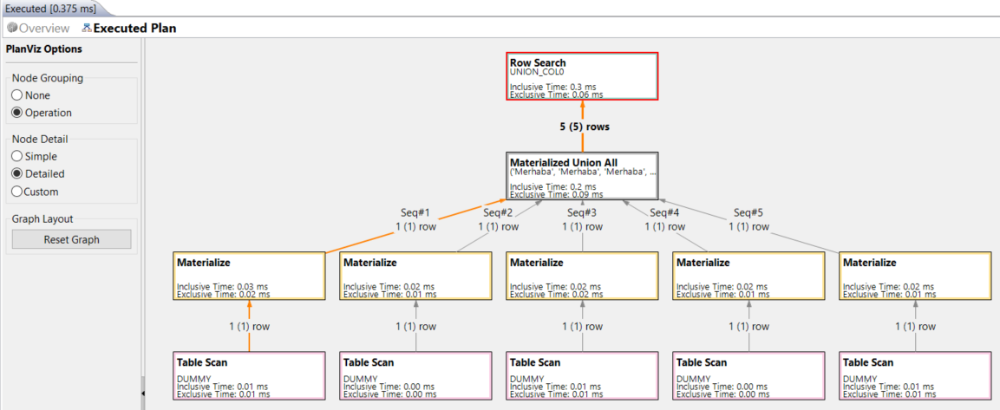 Executed [0.375 ms]
Overview Executed Plan
PlanViz Options
Node Grouping
None
Operation
Node Detail
Simple
Detailed
Custom
Graph Layout
Reset Graph
Row Search
UNION_COL0
Inclusive Time: 0.3 ms
Exclusive Time: 0.06 ms
5 (5) rows
Materialized Union All
('Merhaba', 'Merhaba', 'Merhaba', ...
Inclusive Time: 0.2 ms
Exclusive Time: 0.09 ms
Seq#1
1 (1) row
Seq#2
1 (1) row
Seq#3
1 (1) row
Seq#4
1 (1) row
Seq#5
1 (1) row
Materialize
Inclusive Time: 0.03 ms
Exclusive Time: 0.02 ms
Materialize
Inclusive Time: 0.02 ms
Exclusive Time: 0.01 ms
Materialize
Inclusive Time: 0.02 ms
Exclusive Time: 0.01 ms
Materialize
Inclusive Time: 0.02 ms
Exclusive Time: 0.01 ms
Materialize
Inclusive Time: 0.02 ms
Exclusive Time: 0.01 ms
1 (1) row
1 (1) row
1 (1) row
1 (1) row
1 (1) row
Table Scan
DUMMY
Inclusive Time: 0.01 ms
Exclusive Time: 0.01 ms
Table Scan
DUMMY
Inclusive Time: 0.00 ms
Exclusive Time: 0.00 ms
Table Scan
DUMMY
Inclusive Time: 0.01 ms
Exclusive Time: 0.01 ms
Table Scan
DUMMY
Inclusive Time: 0.00 ms
Exclusive Time: 0.00 ms
Table Scan
DUMMY
Inclusive Time: 0.01 ms
Exclusive Time: 0.01 ms